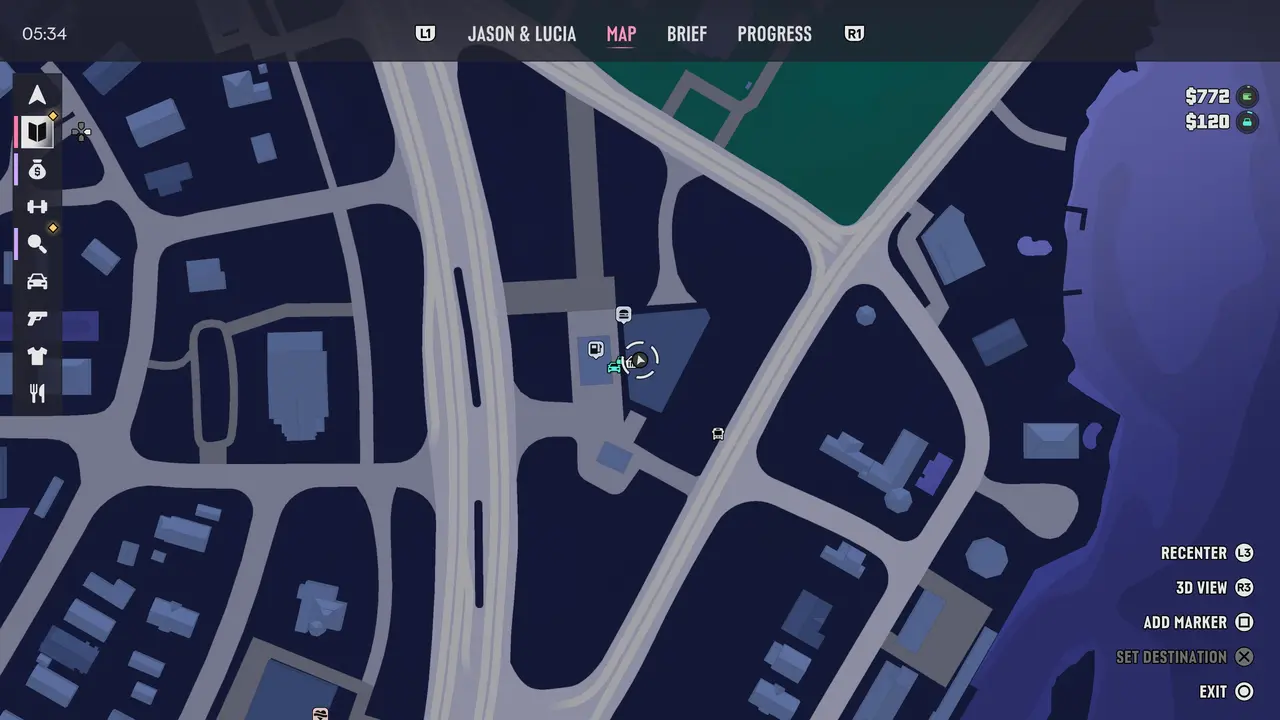 05:34
L1 JASON & LUCIA MAP BRIEF PROGRESS R1
$772
$120
RECENTER L3
3D VIEW R3
ADD MARKER
SET DESTINATION
EXIT